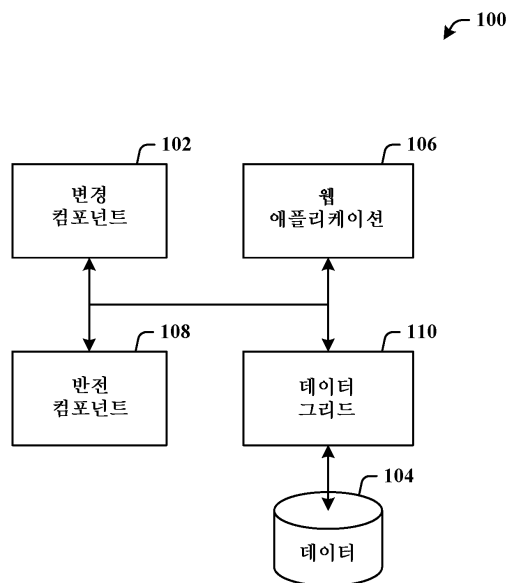 100
102
변경
컴포넌트
106
웹
애플리케이션
108
반전
컴포넌트
110
데이터
그리드
104
데이터